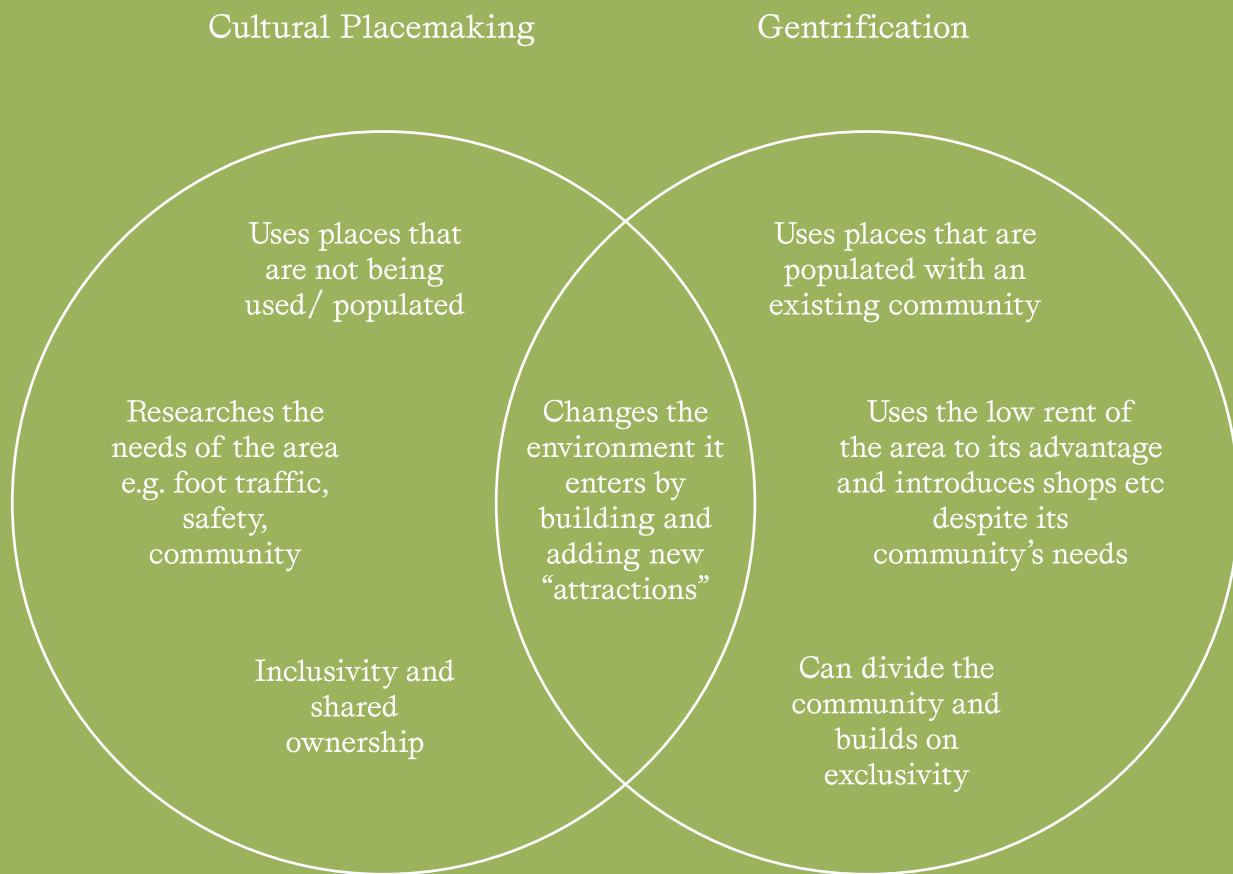 Cultural Placemaking
Gentrification
Uses places that
are not being
used/ populated
Researches the
needs of the area
e.g. foot traffic,
safety,
community
Inclusivity and
shared
ownership
Changes the
environment it
enters by
building and
adding new
“attractions”
Uses places that are
populated with an
existing community
Uses the low rent of
the area to its advantage
and introduces shops etc
despite its
community’s needs
Can divide the
community and
builds on
exclusivity